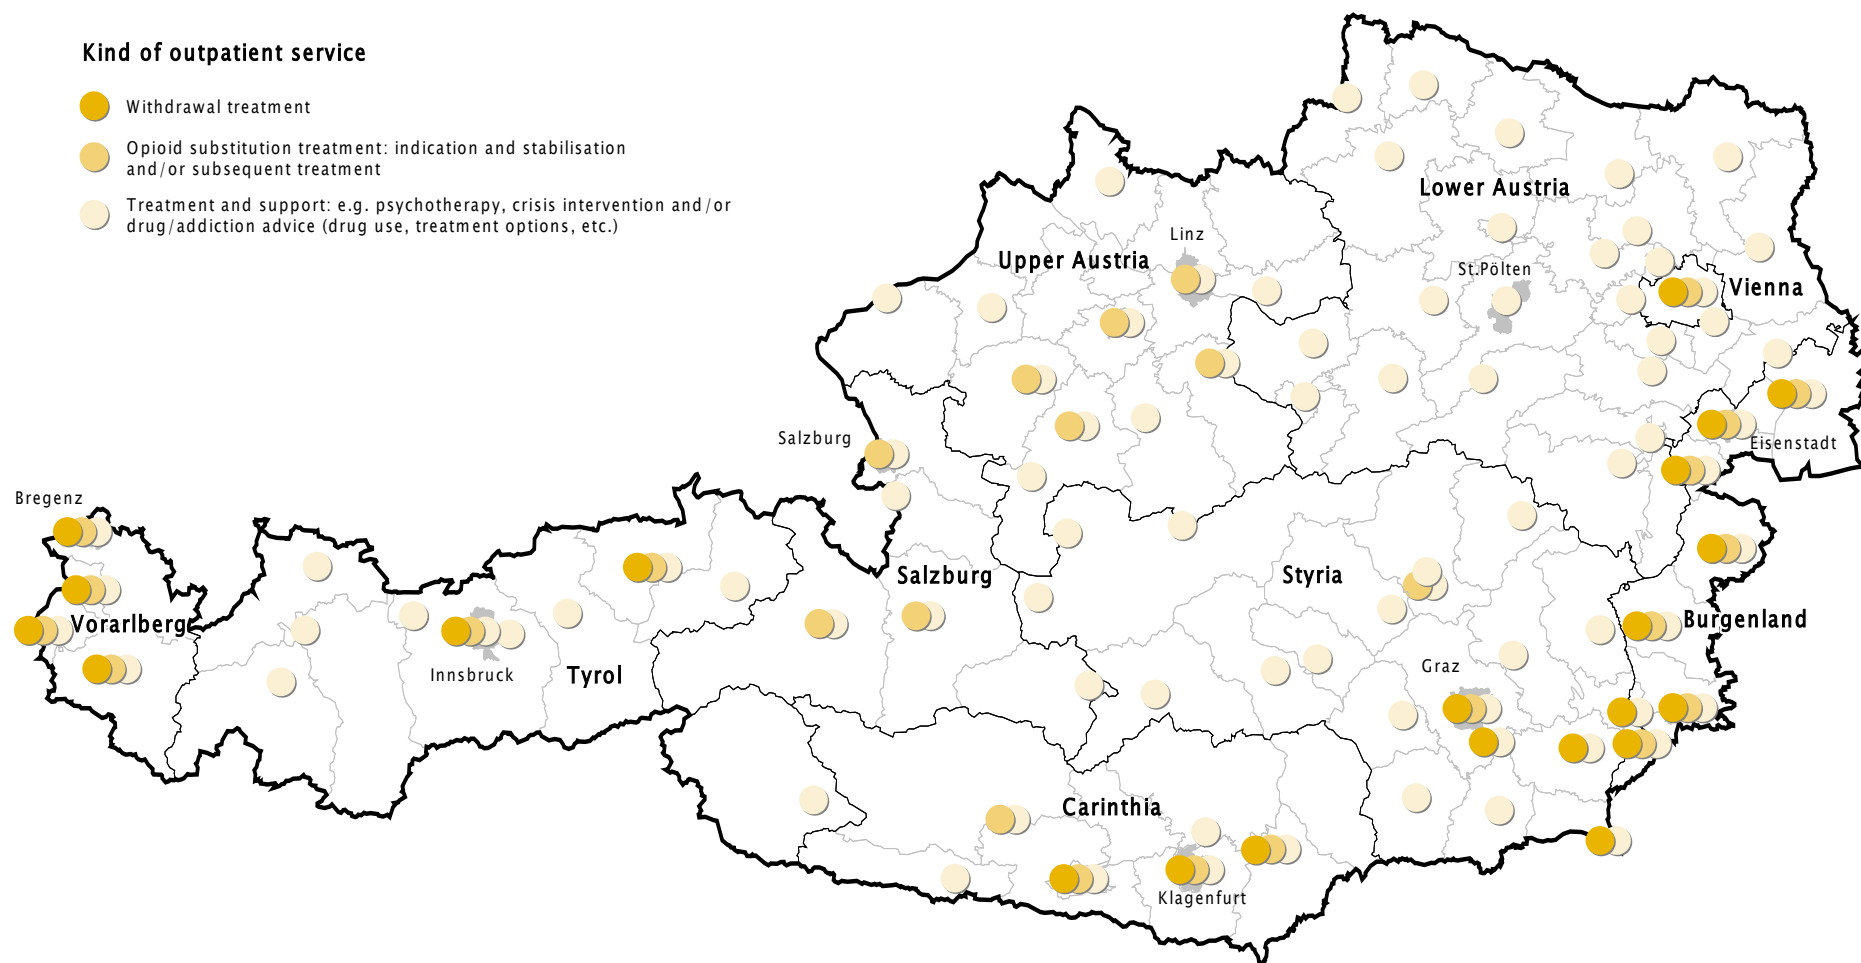 Kind of outpatient service
Withdrawal treatment
Opioid substitution treatment: indication and stabilisation
and/or subsequent treatment
Treatment and support: e.g. psychotherapy, crisis intervention and/or
drug/addiction advice (drug use, treatment options, etc.)
Lower Austria
Linz
Upper Austria
St.Pölten
Vienna
Salzburg
Eisenstadt
Bregenz
Salzburg
Styria
Vorarlberg
Burgenland
Innsbruck
Tyrol
Graz
Carinthia
Klagenfurt